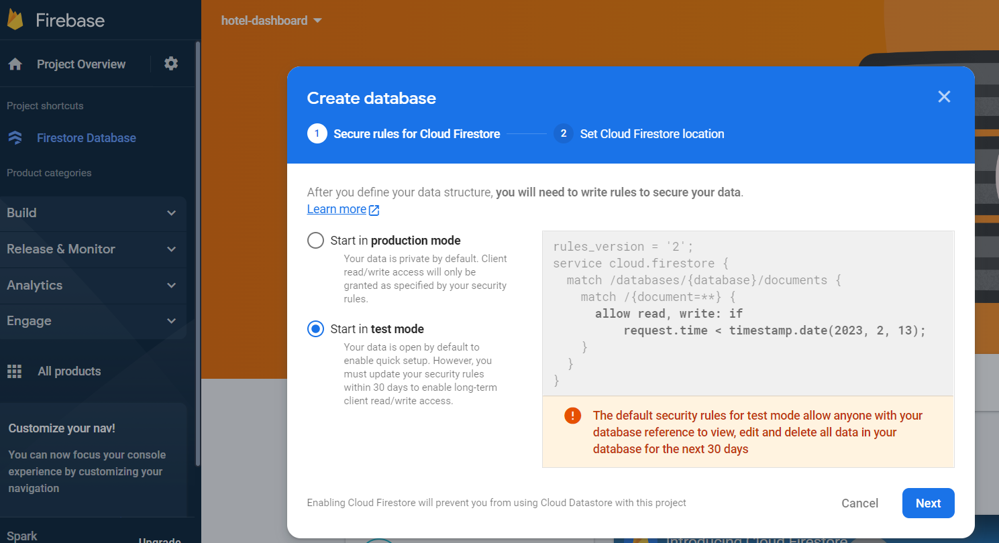 Firebase
hotel-dashboard
Project Overview
Project shortcuts
Firestore Database
Product categories
Build
Release & Monitor
Analytics
Engage
All products
Customize your nav!
You can now focus your console
experience by customizing your
navigation
Spark
Upgrade
Create database
1 Secure rules for Cloud Firestore
2 Set Cloud Firestore location
After you define your data structure, you will need to write rules to secure your data.
Learn more
Start in production mode
Your data is private by default. Client
read/write access will only be
granted as specified by your security
rules.
Start in test mode
Your data is open by default to
enable quick setup. However, you
must update your security rules
within 30 days to enable long-term
client read/write access.
rules_version = '2';
service cloud.firestore {
match /databases/{database}/documents {
match /{document=**} {
allow read, write: if
request.time < timestamp.date(2023, 2, 13);
}
}
}
! The default security rules for test mode allow anyone with your
database reference to view, edit and delete all data in your
database for the next 30 days
Enabling Cloud Firestore will prevent you from using Cloud Datastore with this project
Cancel
Next
Introducing Cloud Firestore